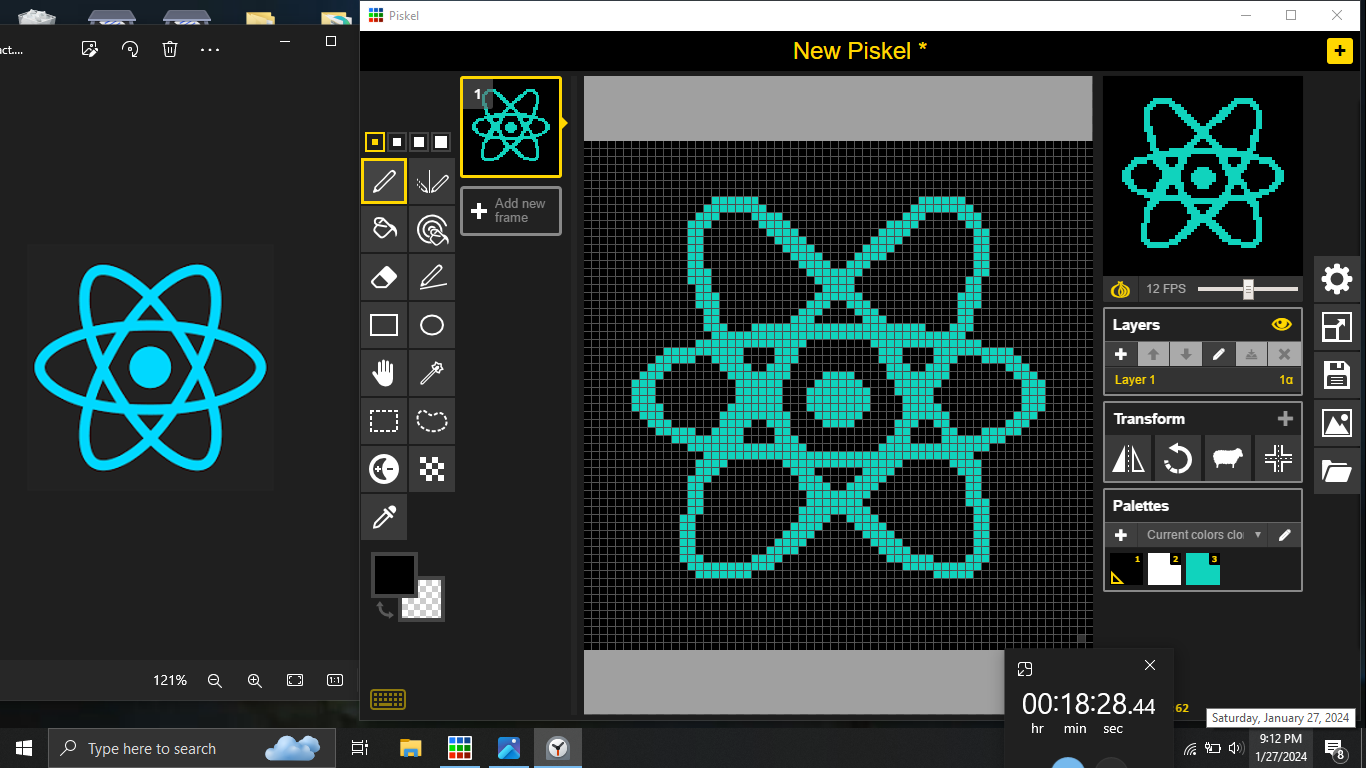 Piskel
ct....
New Piskel *
+
1
Add new
frame
12 FPS
Layers
Layer 1
1α
Transform
Palettes
Current colors clo
1
2
3
121%
1:1
00:18:28.44
hr
min
sec
62
Saturday, January 27, 2024
Type here to search
9:12 PM
1/27/2024
8